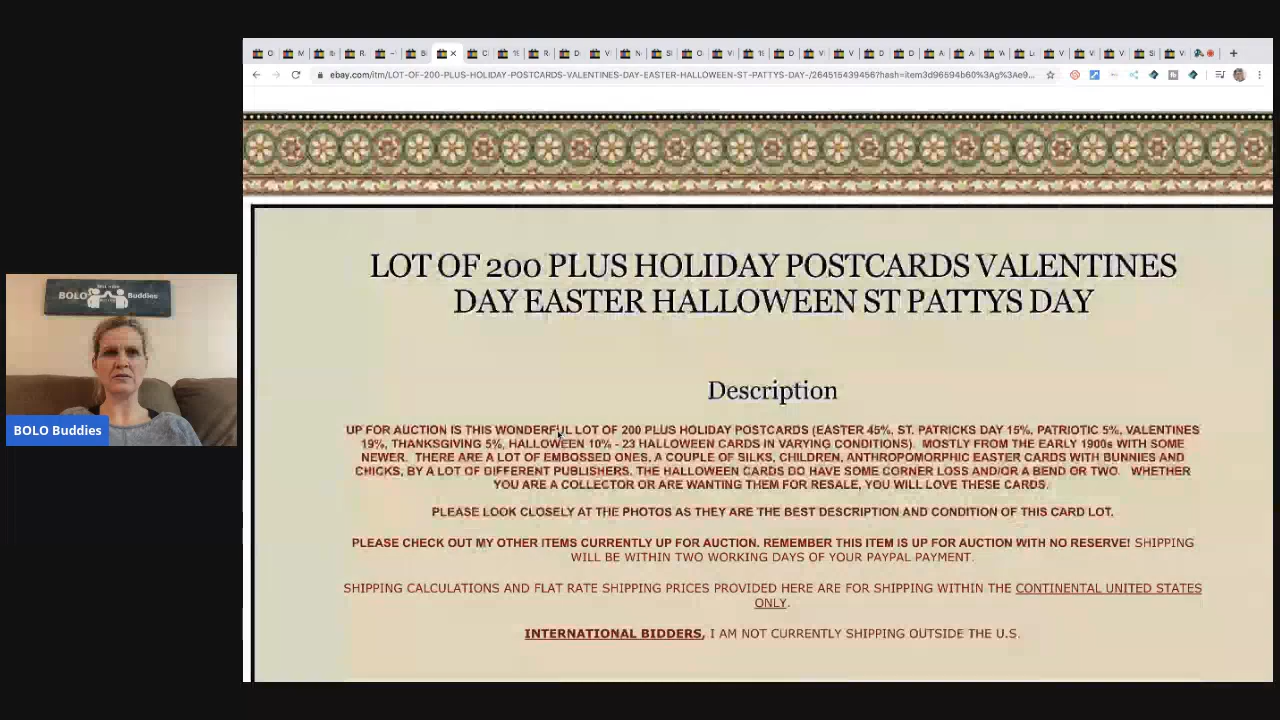 ebay.com/itm/LOT-OF-200-PLUS-HOLIDAY-POSTCARDS-VALENTINES-DAY-EASTER-HALLOWEEN-ST-PATTYS-DAY-/264515439456?hash=item3d96594b60%3Ag%3Ae9...
LOT OF 200 PLUS HOLIDAY POSTCARDS VALENTINES
DAY EASTER HALLOWEEN ST PATTYS DAY
Description
UP FOR AUCTION IS THIS WONDERFUL LOT OF 200 PLUS HOLIDAY POSTCARDS (EASTER 45%, ST. PATRICKS DAY 15%, PATRIOTIC 5%, VALENTINES
19%, THANKSGIVING 5%, HALLOWEEN 10% - 23 HALLOWEEN CARDS IN VARYING CONDITIONS). MOSTLY FROM THE EARLY 1900s WITH SOME
NEWER. THERE ARE A LOT OF EMBOSSED ONES, A COUPLE OF SILKS, CHILDREN, ANTHROPOMORPHIC EASTER CARDS WITH BUNNIES AND
CHICKS, BY A LOT OF DIFFERENT PUBLISHERS. THE HALLOWEEN CARDS DO HAVE SOME CORNER LOSS AND/OR A BEND OR TWO. WHETHER
YOU ARE A COLLECTOR OR ARE WANTING THEM FOR RESALE, YOU WILL LOVE THESE CARDS.
PLEASE LOOK CLOSELY AT THE PHOTOS AS THEY ARE THE BEST DESCRIPTION AND CONDITION OF THIS CARD LOT.
PLEASE CHECK OUT MY OTHER ITEMS CURRENTLY UP FOR AUCTION. REMEMBER THIS ITEM IS UP FOR AUCTION WITH NO RESERVE! SHIPPING
WILL BE WITHIN TWO WORKING DAYS OF YOUR PAYPAL PAYMENT.
SHIPPING CALCULATIONS AND FLAT RATE SHIPPING PRICES PROVIDED HERE ARE FOR SHIPPING WITHIN THE CONTINENTAL UNITED STATES
ONLY.
INTERNATIONAL BIDDERS, I AM NOT CURRENTLY SHIPPING OUTSIDE THE U.S.
BOLO Buddies
BOLO Buddies